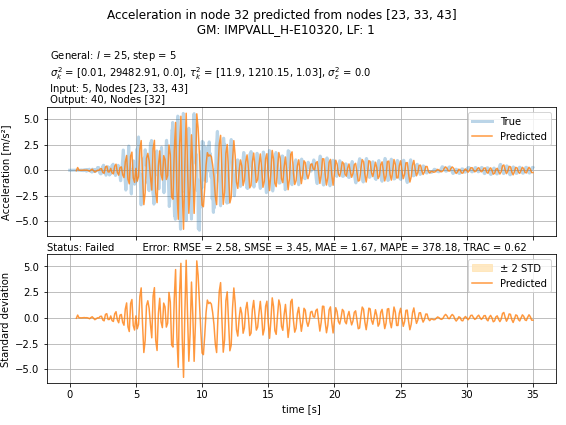 Acceleration in node 32 predicted from nodes [23, 33, 43]
GM: IMPVALL_H-E10320, LF: 1
General: l = 25, step = 5
σ²ₖ = [0.01, 29482.91, 0.0], τ²ₖ = [11.9, 1210.15, 1.03], σ²ε = 0.0
Input: 5, Nodes [23, 33, 43]
Output: 40, Nodes [32]
Acceleration [m/s²]
5.0
2.5
0.0
−2.5
−5.0
True
Predicted
Status: Failed
Error: RMSE = 2.58, SMSE = 3.45, MAE = 1.67, MAPE = 378.18, TRAC = 0.62
Standard deviation
5.0
2.5
0.0
−2.5
−5.0
± 2 STD
Predicted
0 5 10 15 20 25 30 35
time [s]